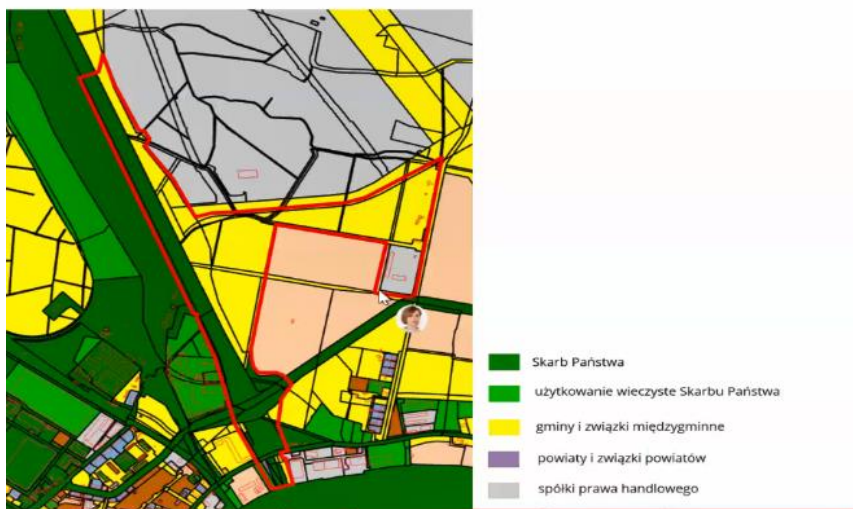 Skarb Państwa
użytkowanie wieczyste Skarbu Państwa
gminy i związki międzygminne
powiaty i związki powiatów
spółki prawa handlowego